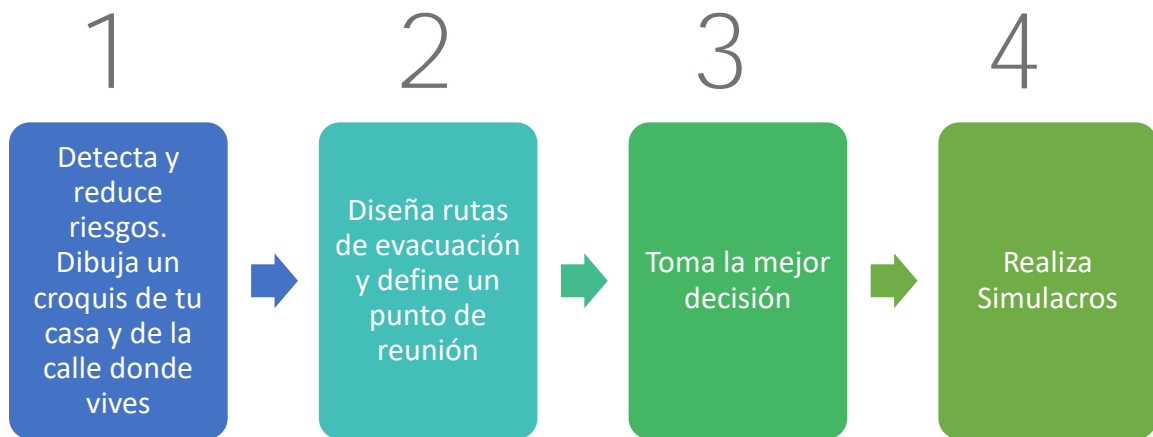 1
Detecta y
reduce
riesgos.
Dibuja un
croquis de tu
casa y de la
calle donde
vives
2
Diseña rutas
de evacuación
y define un
punto de
reunión
3
Toma la mejor
decisión
4
Realiza
Simulacros